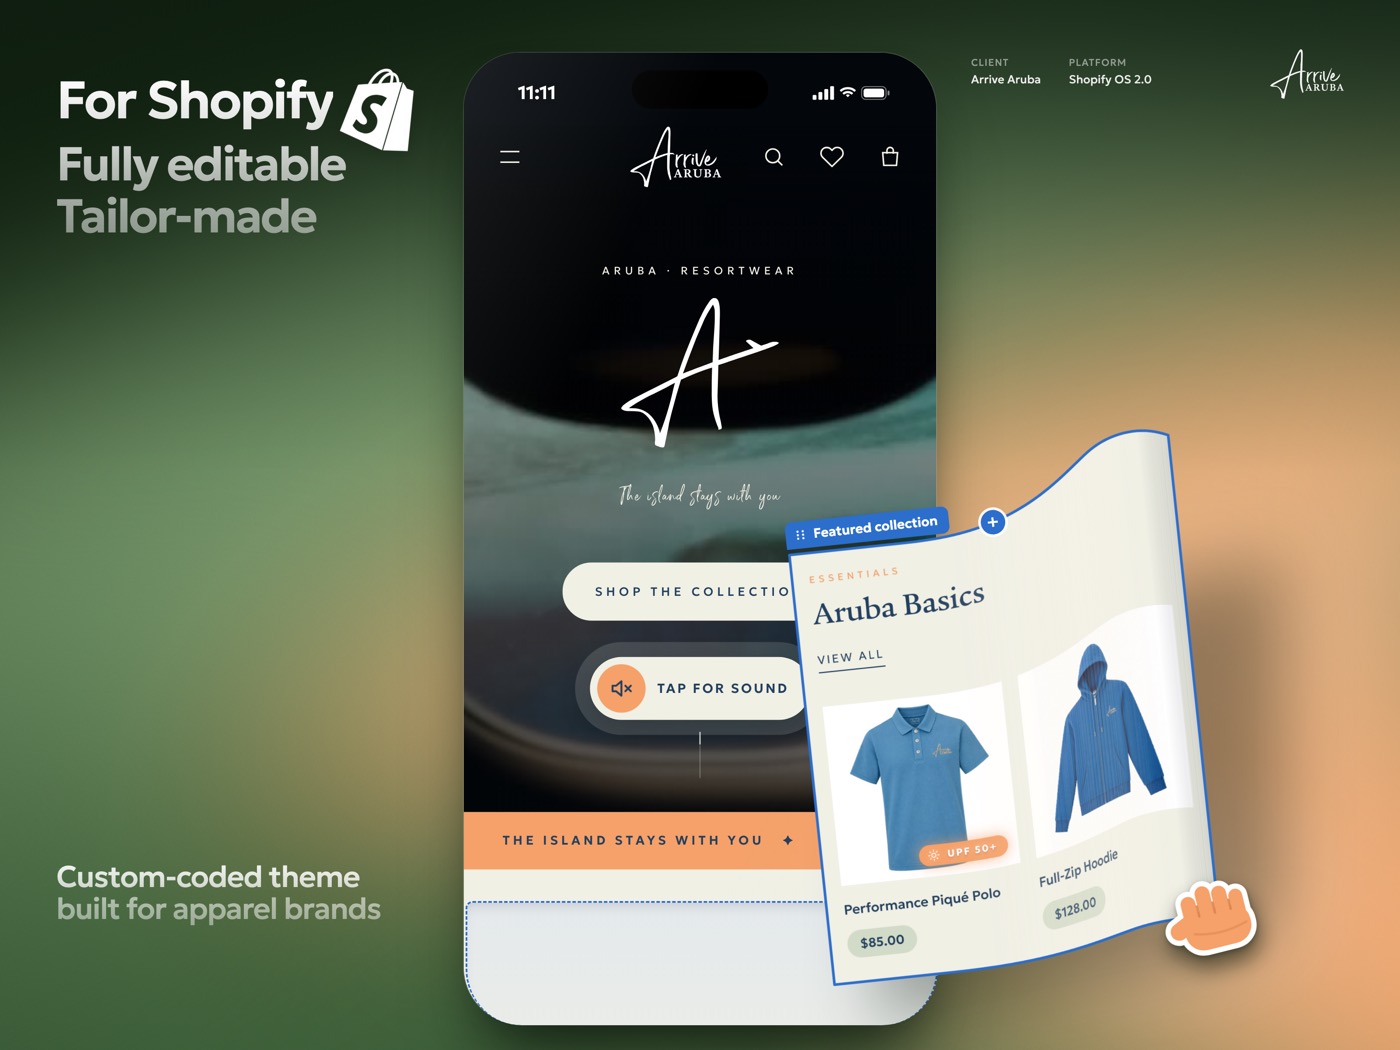 For Shopify
Fully editable
Tailor-made
CLIENT
Arrive Aruba
PLATFORM
Shopify OS 2.0
Arrive
ARUBA
11:11
Arrive
ARUBA
ARUBA · RESORTWEAR
A
The island stays with you
SHOP THE COLLECTIO
TAP FOR SOUND
THE ISLAND STAYS WITH YOU ✦
Featured collection
ESSENTIALS
Aruba Basics
VIEW ALL
UPF 50+
Performance Piqué Polo
$85.00
Full-Zip Hoodie
$128.00
Custom-coded theme
built for apparel brands